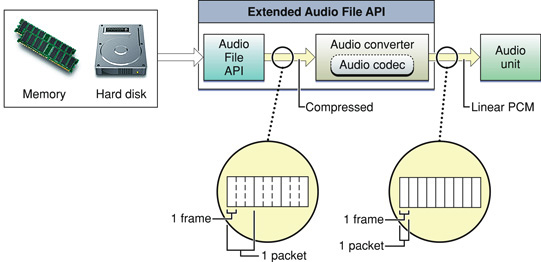 Extended Audio File API
Memory
Hard disk
Audio
File
API
Audio converter
Audio codec
Audio
unit
Compressed
Linear PCM
1 frame
1 packet
1 frame
1 packet